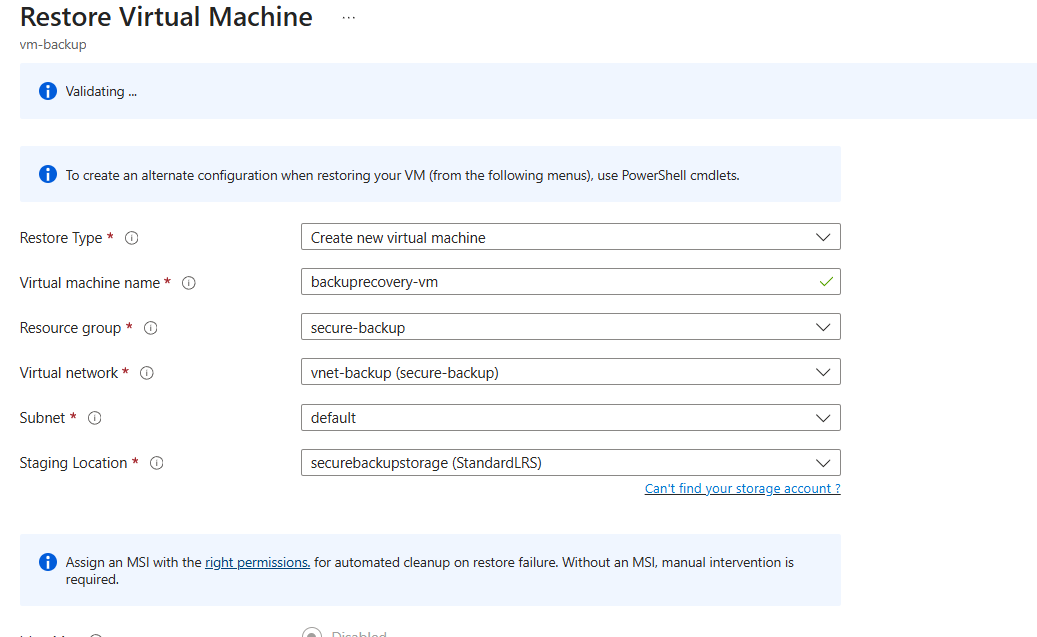 Restore Virtual Machine ...
vm-backup
Validating ...
To create an alternate configuration when restoring your VM (from the following menus), use PowerShell cmdlets.
Restore Type *
Create new virtual machine
Virtual machine name *
backuprecovery-vm
Resource group *
secure-backup
Virtual network *
vnet-backup (secure-backup)
Subnet *
default
Staging Location *
securebackupstorage (StandardLRS)
Can't find your storage account ?
Assign an MSI with the right permissions. for automated cleanup on restore failure. Without an MSI, manual intervention is
required.
Disabled